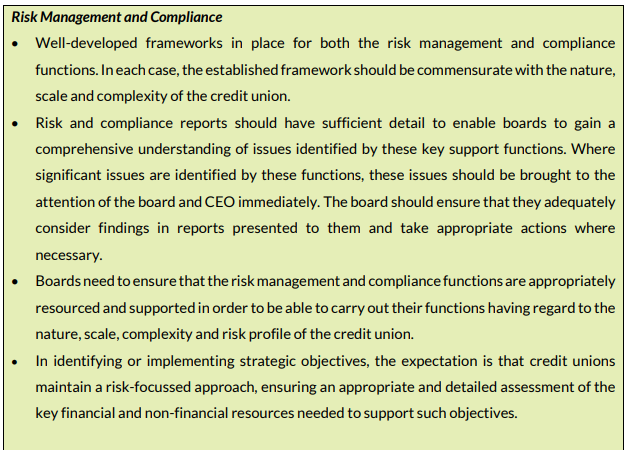 Risk Management and Compliance
• Well-developed frameworks in place for both the risk management and compliance
functions. In each case, the established framework should be commensurate with the nature,
scale and complexity of the credit union.
• Risk and compliance reports should have sufficient detail to enable boards to gain a
comprehensive understanding of issues identified by these key support functions. Where
significant issues are identified by these functions, these issues should be brought to the
attention of the board and CEO immediately. The board should ensure that they adequately
consider findings in reports presented to them and take appropriate actions where
necessary.
• Boards need to ensure that the risk management and compliance functions are appropriately
resourced and supported in order to be able to carry out their functions having regard to the
nature, scale, complexity and risk profile of the credit union.
• In identifying or implementing strategic objectives, the expectation is that credit unions
maintain a risk-focussed approach, ensuring an appropriate and detailed assessment of the
key financial and non-financial resources needed to support such objectives.